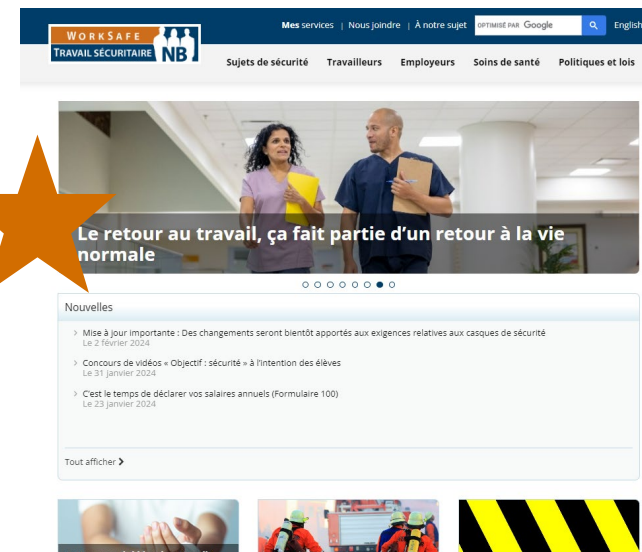 WORKSAFE
TRAVAIL SÉCURITAIRE NB
Mes services | Nous joindre | À notre sujet
OPTIMISÉ PAR Google
English
Sujets de sécurité Travailleurs Employeurs Soins de santé Politiques et lois
Le retour au travail, ça fait partie d'un retour à la vie
normale
Nouvelles
Mise à jour importante : Des changements seront bientôt apportés aux exigences relatives aux casques de sécurité
Le 2 février 2024
Concours de vidéos « Objectif : sécurité » à l'intention des élèves
Le 31 janvier 2024
C'est le temps de déclarer vos salaires annuels (Formulaire 100)
Le 23 janvier 2024
Tout afficher